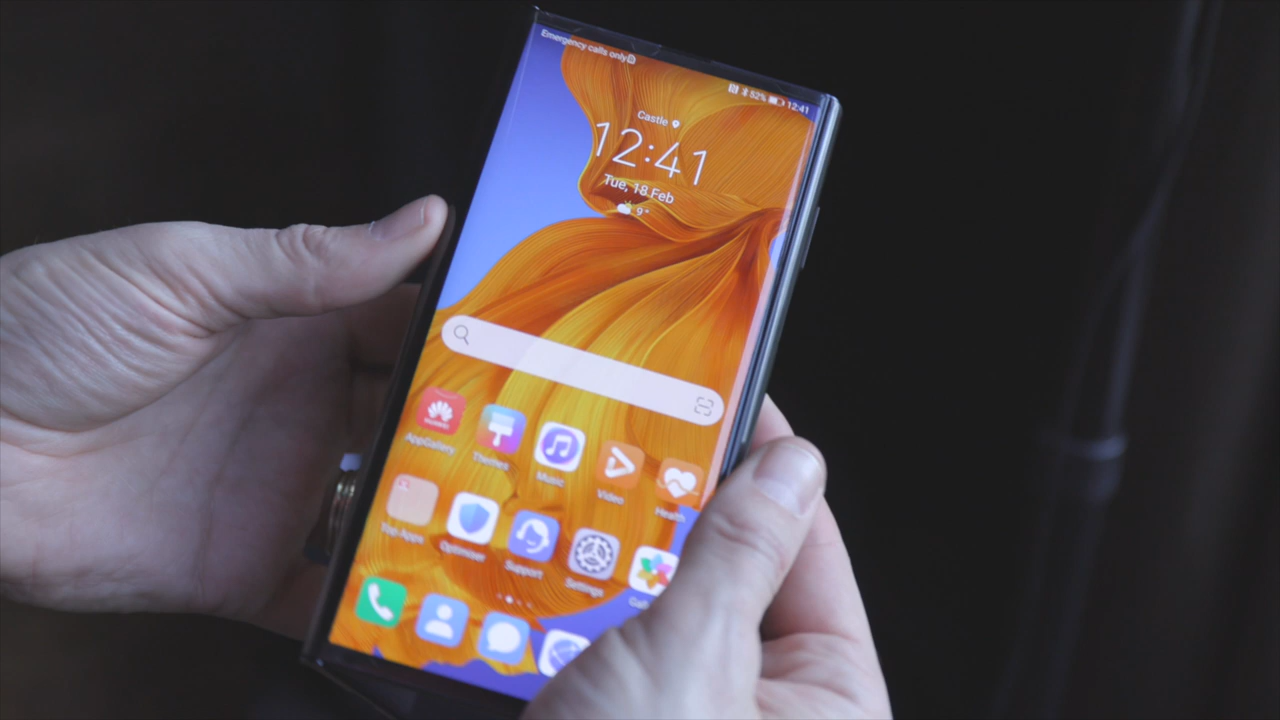 Emergency calls only
52% 12:41
Castle
12:41
Tue, 18 Feb
9°
HUAWEI
AppGallery Themes Music Video Health
Top Apps Optimizer Support Settings